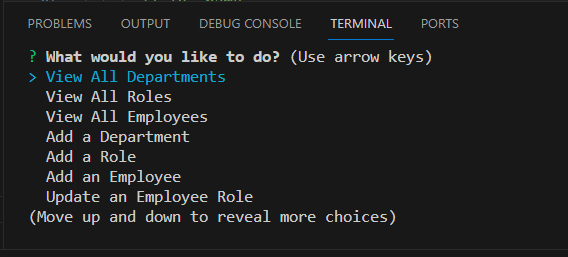 PROBLEMS OUTPUT DEBUG CONSOLE TERMINAL PORTS
? What would you like to do? (Use arrow keys)
> View All Departments
View All Roles
View All Employees
Add a Department
Add a Role
Add an Employee
Update an Employee Role
(Move up and down to reveal more choices)